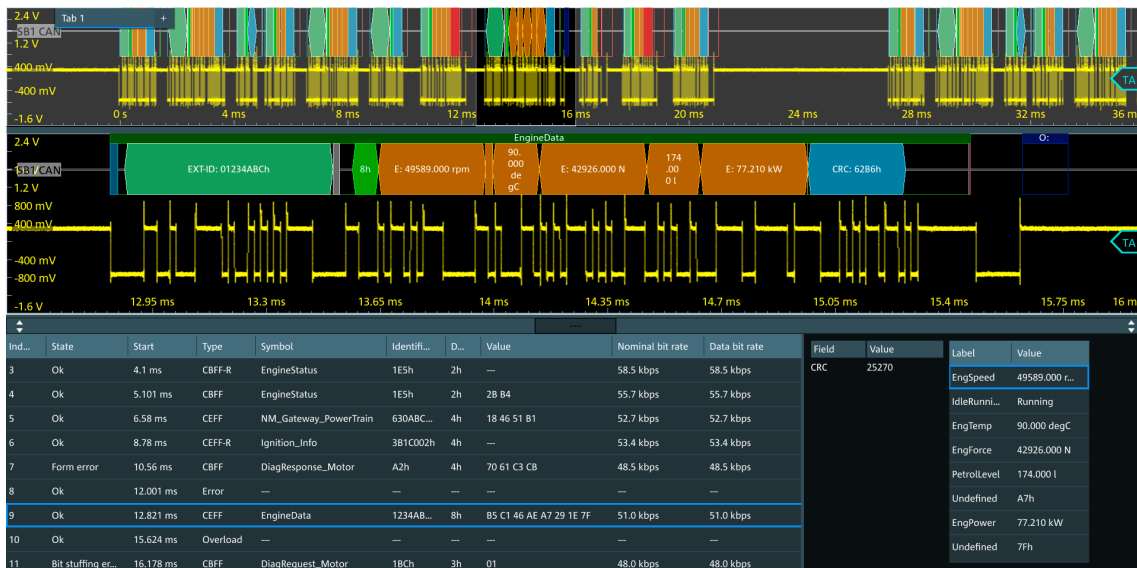 2.4 V
Tab 1 +
SB1 CAN
1.2 V
400 mV
-400 mV
-1.6 V
0 s 4 ms 8 ms 12 ms 16 ms 20 ms 24 ms 28 ms 32 ms 36 m
TA
2.4 V
EngineData
O:
SB1 CAN
EXT-ID: 01234ABCh
8h
E: 49589.000 rpm
90.
000
de
gC
E: 42926.000 N
174
.00
0 l
E: 77.210 kW
CRC: 62B6h
800 mV
400 mV
TA
-400 mV
-800 mV
-1.6 V
12.95 ms 13.3 ms 13.65 ms 14 ms 14.35 ms 14.7 ms 15.05 ms 15.4 ms 15.75 ms 16 m
Ind... State Start Type Symbol Identifi... D... Value Nominal bit rate Data bit rate
3 Ok 4.1 ms CBFF-R EngineStatus 1E5h 2h --- 58.5 kbps 58.5 kbps
4 Ok 5.101 ms CBFF EngineStatus 1E5h 2h 2B B4 55.7 kbps 55.7 kbps
5 Ok 6.58 ms CEFF NM_Gateway_PowerTrain 630ABC... 4h 18 46 51 B1 52.7 kbps 52.7 kbps
6 Ok 8.78 ms CEFF-R Ignition_Info 3B1C002h 4h --- 53.4 kbps 53.4 kbps
7 Form error 10.56 ms CBFF DiagResponse_Motor A2h 4h 70 61 C3 CB 48.5 kbps 48.5 kbps
8 Ok 12.001 ms Error --- --- --- --- --- ---
9 Ok 12.821 ms CEFF EngineData 1234AB... 8h B5 C1 46 AE A7 29 1E 7F 51.0 kbps 51.0 kbps
10 Ok 15.624 ms Overload --- --- --- --- --- ---
11 Bit stuffing er... 16.178 ms CBFF DiagRequest_Motor 1BCh 3h 01 48.0 kbps 48.0 kbps
Field Value
CRC 25270
Label Value
EngSpeed 49589.000 r...
IdleRunni... Running
EngTemp 90.000 degC
EngForce 42926.000 N
PetrolLevel 174.000 l
Undefined A7h
EngPower 77.210 kW
Undefined 7Fh